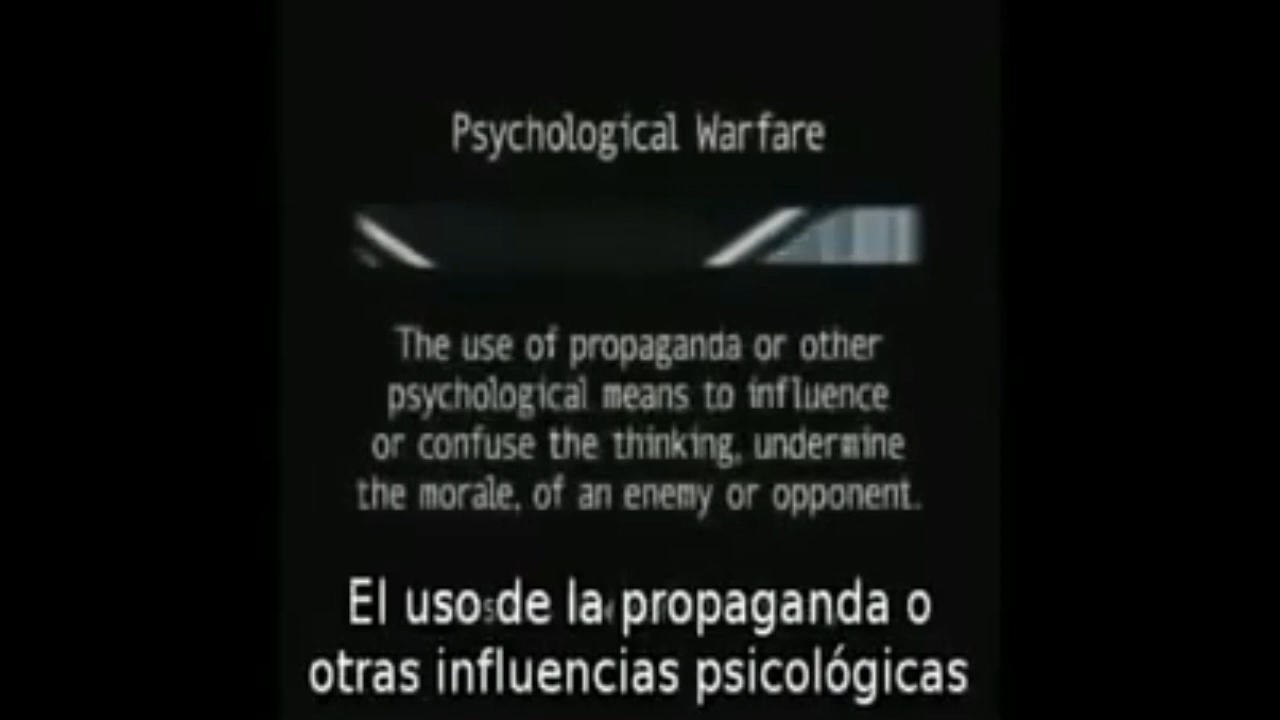 Psychological Warfare
The use of propaganda or other
psychological means to influence
or confuse the thinking, undermine
the morale, of an enemy or opponent.
El uso de la propaganda o
otras influencias psicológicas